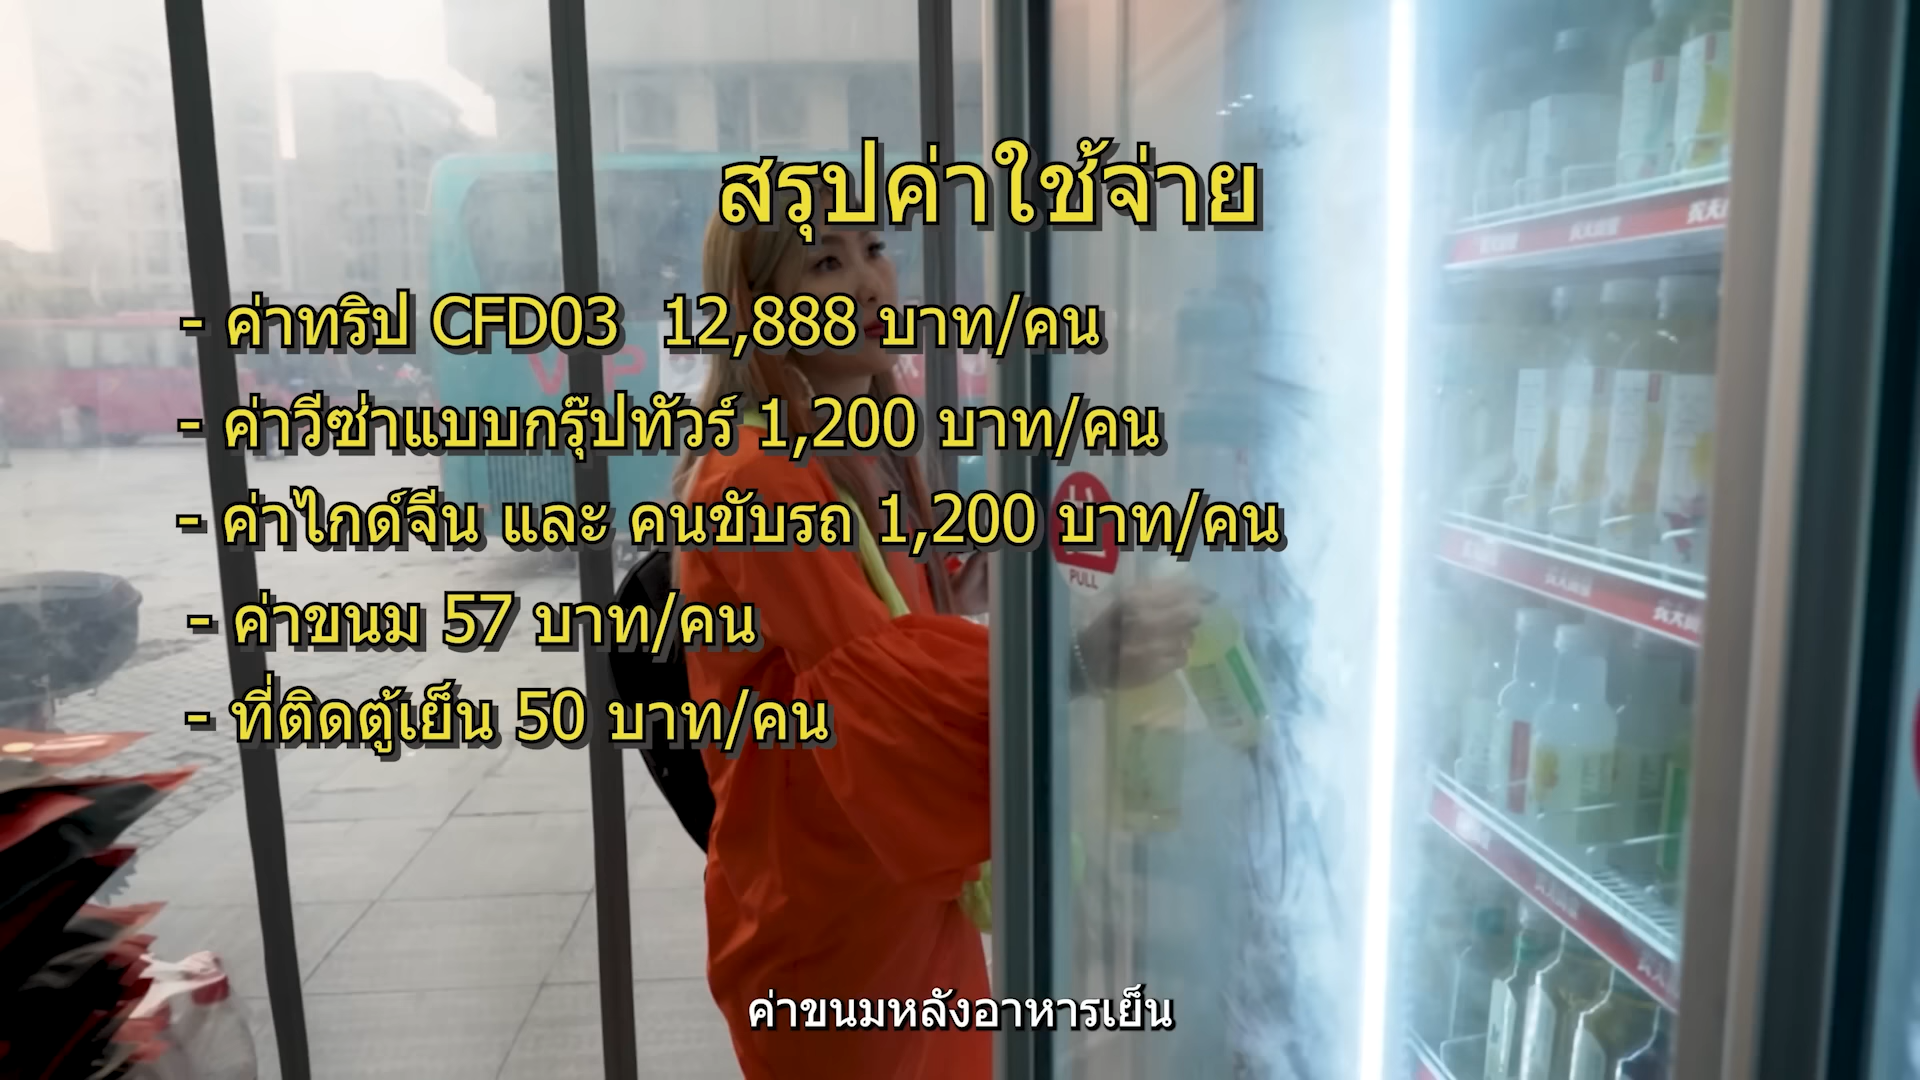 สรุปค่าใช้จ่าย
- ค่าทริป CFD03 12,888 บาท/คน
- ค่าวีซ่าแบบกรุ๊ปทัวร์ 1,200 บาท/คน
- ค่าไกด์จีน และ คนขับรถ 1,200 บาท/คน
- ค่าขนม 57 บาท/คน
- ที่ติดตู้เย็น 50 บาท/คน
VIP
PULL
ค่าขนมหลังอาหารเย็น